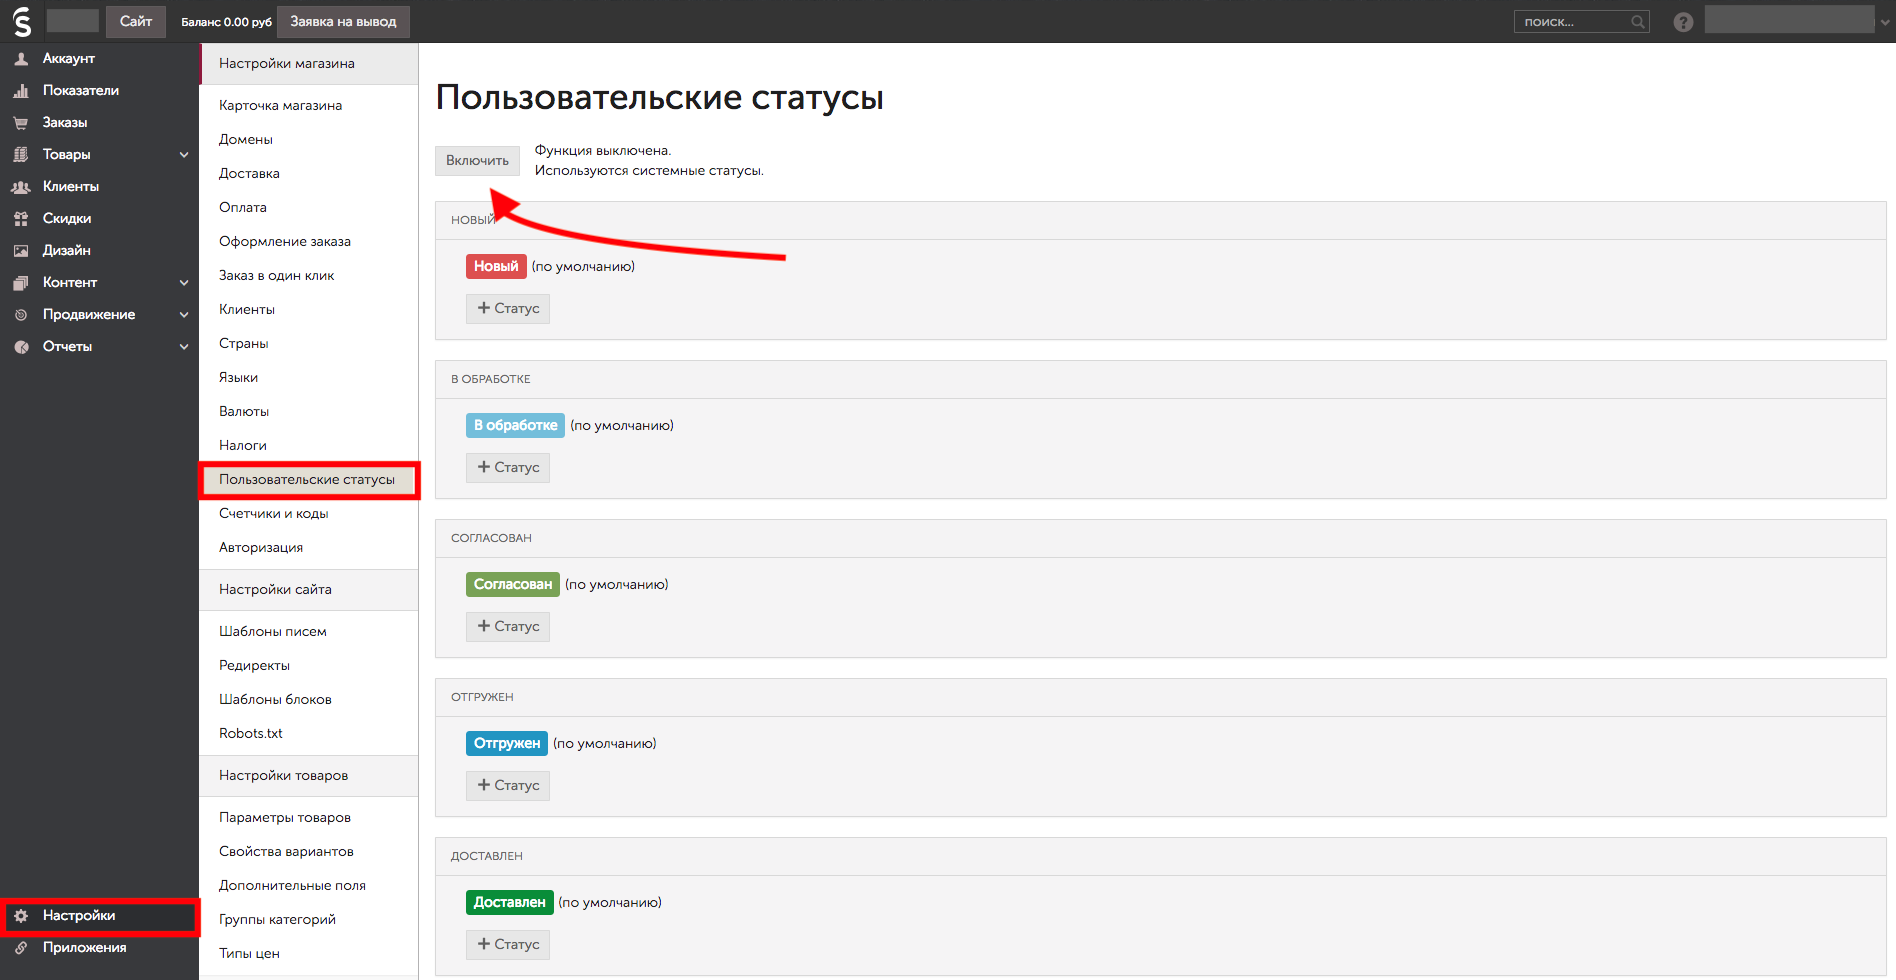 Сайт
Баланс 0.00 руб
Заявка на вывод
поиск...
?
Аккаунт
Показатели
Заказы
Товары
Клиенты
Скидки
Дизайн
Контент
Продвижение
Отчеты
Настройки
Приложения
Настройки магазина
Карточка магазина
Домены
Доставка
Оплата
Оформление заказа
Заказ в один клик
Клиенты
Страны
Языки
Валюты
Налоги
Пользовательские статусы
Счетчики и коды
Авторизация
Настройки сайта
Шаблоны писем
Редиректы
Шаблоны блоков
Robots.txt
Настройки товаров
Параметры товаров
Свойства вариантов
Дополнительные поля
Группы категорий
Типы цен
Пользовательские статусы
Включить
Функция выключена.
Используются системные статусы.
НОВЫЙ
Новый (по умолчанию)
+ Статус
В ОБРАБОТКЕ
В обработке (по умолчанию)
+ Статус
СОГЛАСОВАН
Согласован (по умолчанию)
+ Статус
ОТГРУЖЕН
Отгружен (по умолчанию)
+ Статус
ДОСТАВЛЕН
Доставлен (по умолчанию)
+ Статус